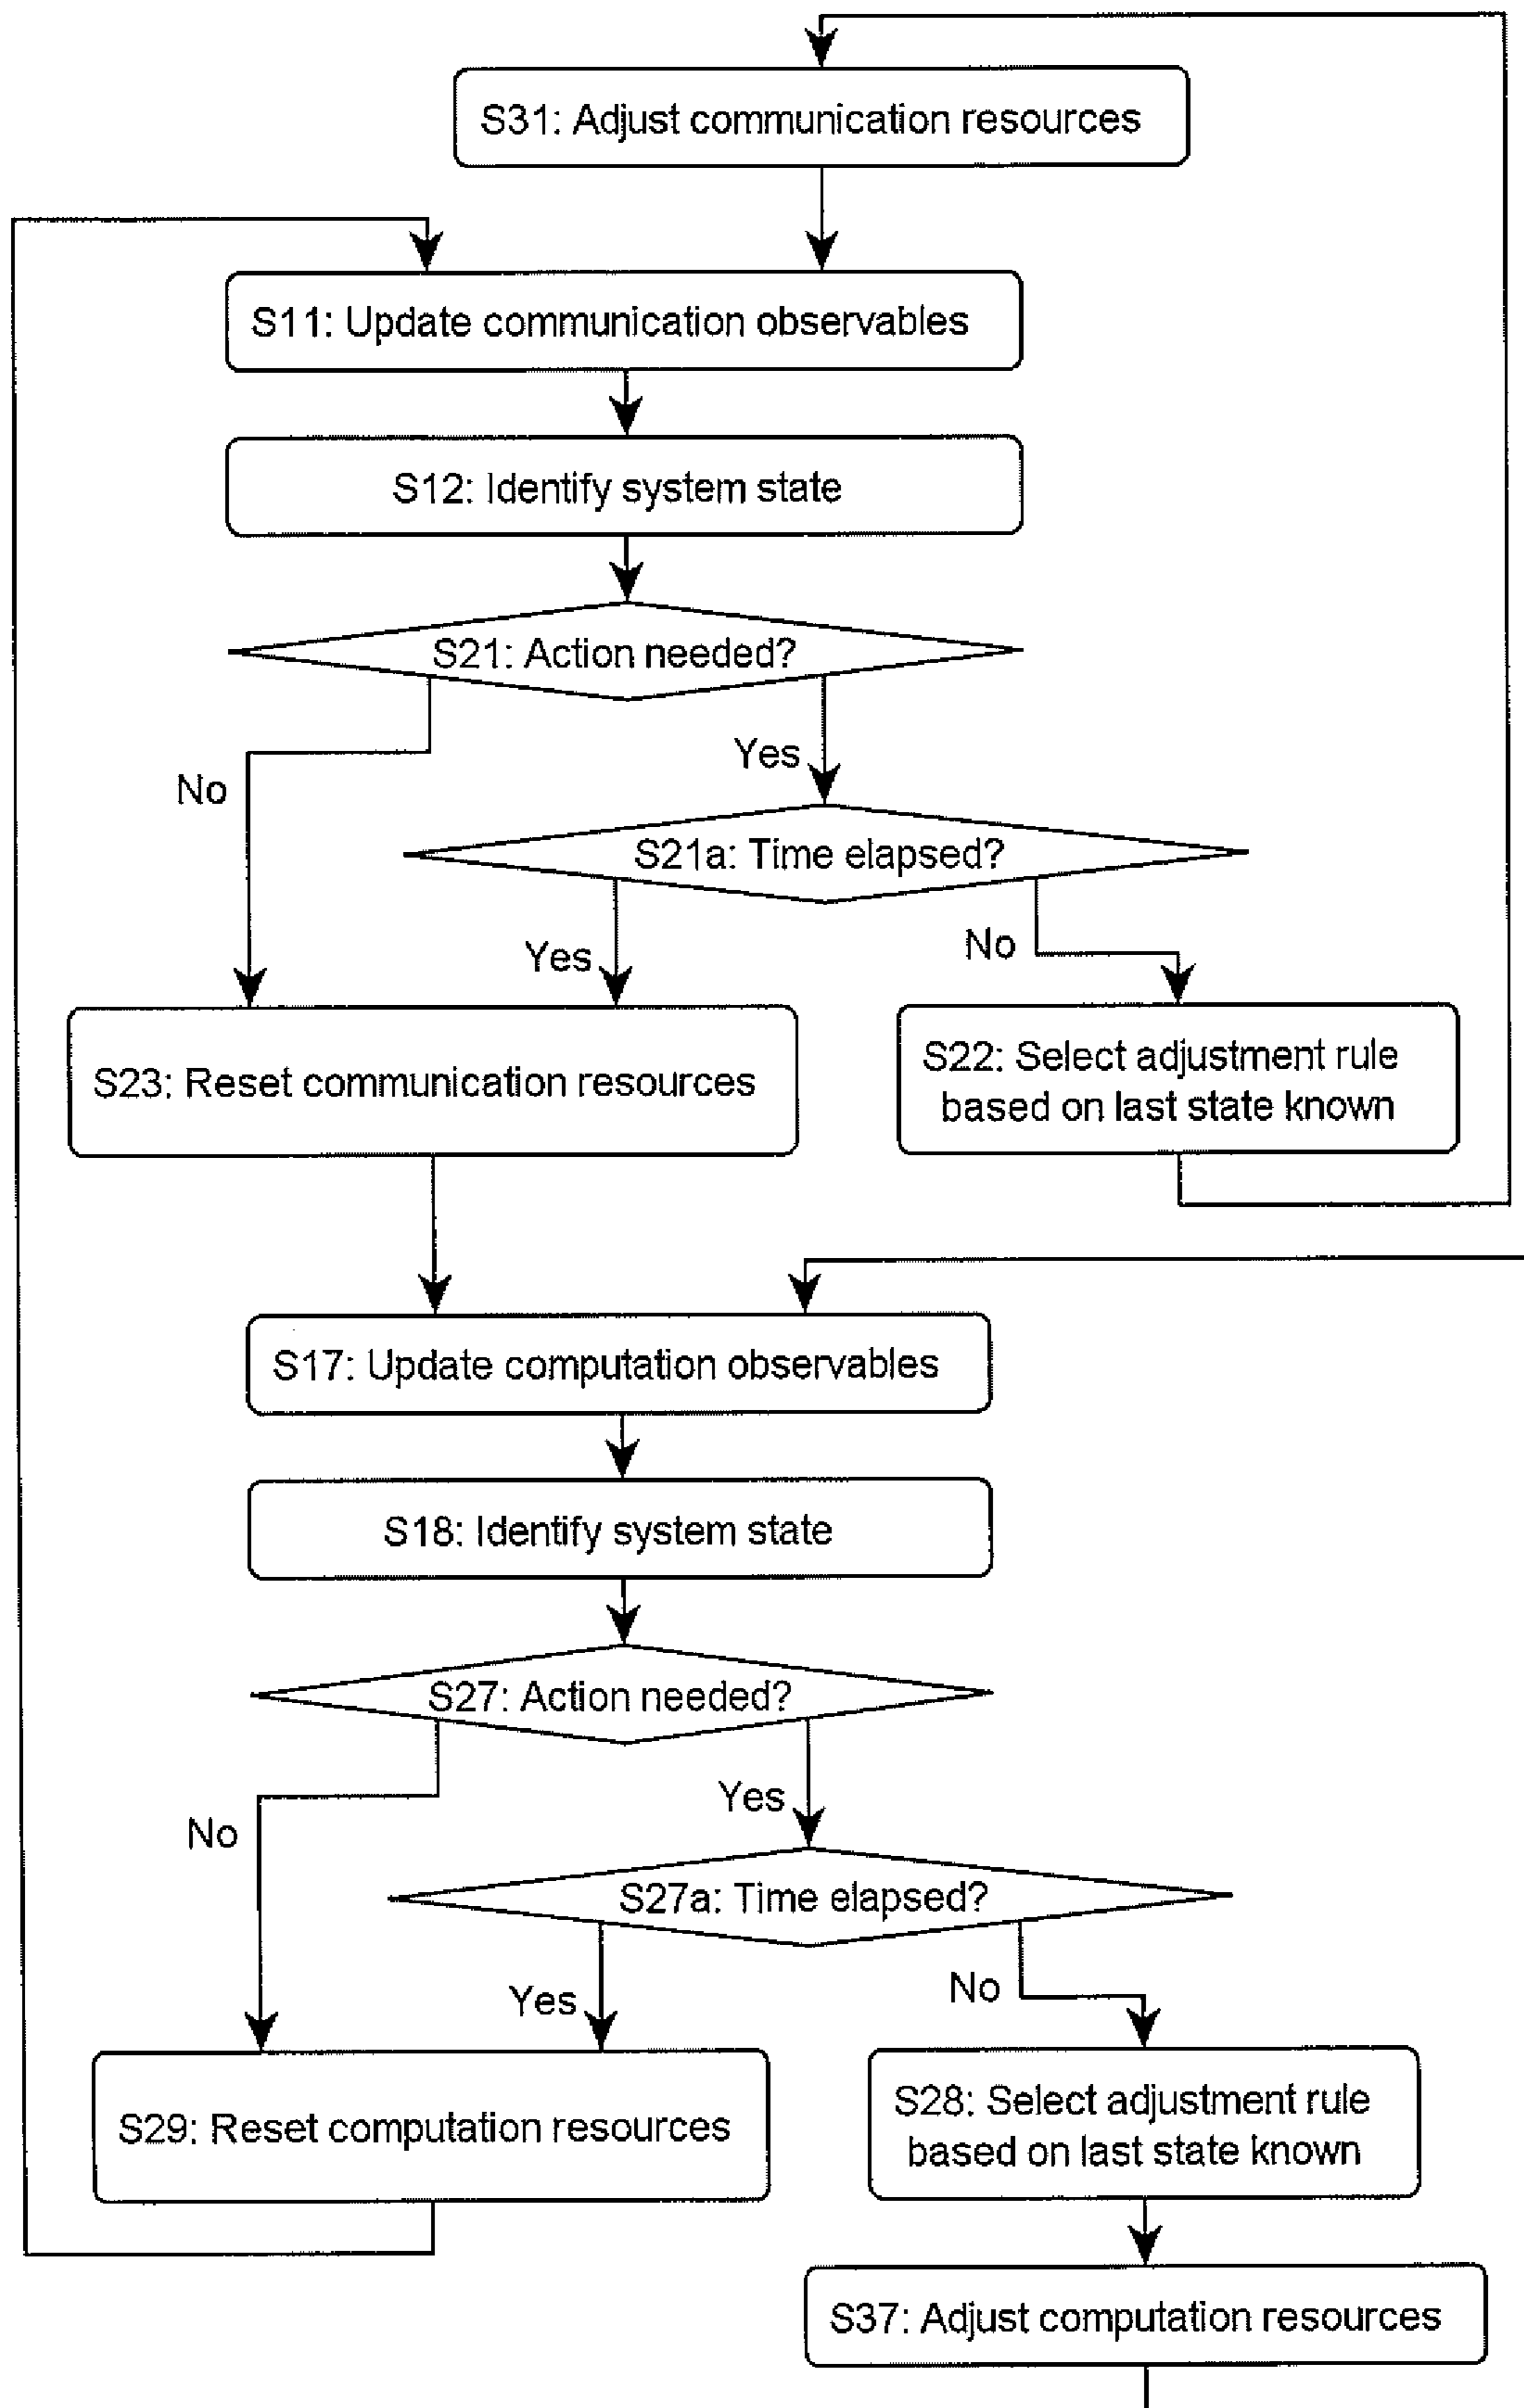 S31: Adjust communication resources
S11: Update communication observables
S12: Identify system state
S21: Action needed?
Yes
No
S21a: Time elapsed?
No
Yes
S22: Select adjustment rule
based on last state known
S23: Reset communication resources
S17: Update computation observables
S18: Identify system state
S27: Action needed?
Yes
No
S27a: Time elapsed?
No
Yes
S28: Select adjustment rule
based on last state known
S29: Reset computation resources
S37: Adjust computation resources